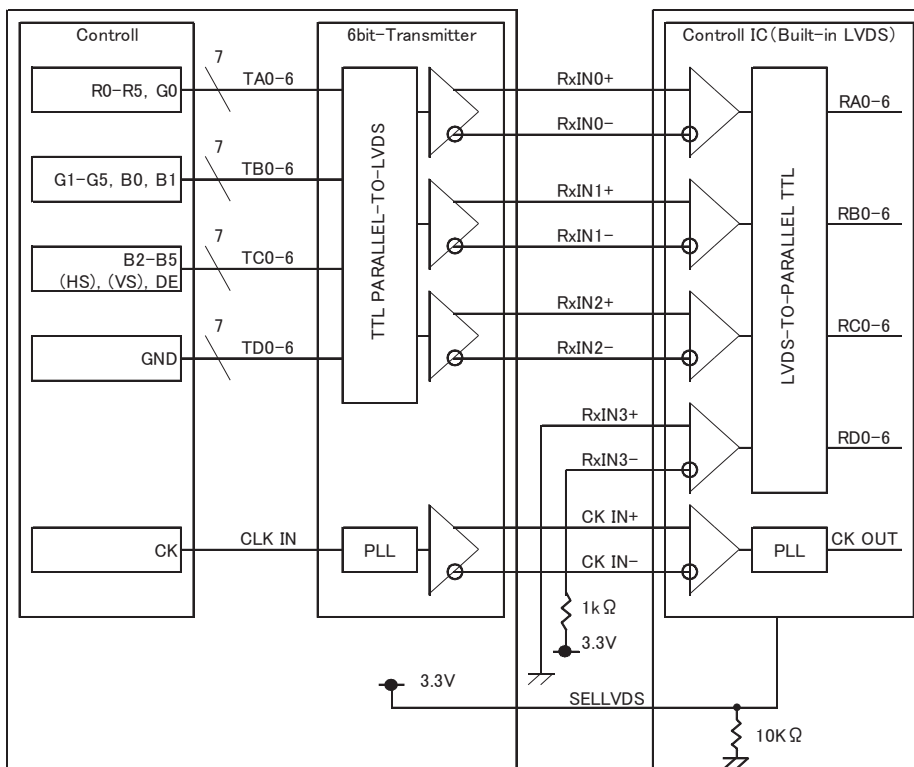 Controll
6bit-Transmitter
Controll IC(Built-in LVDS)
7
R0-R5, G0
TA0-6
RxIN0+
RA0-6
RxIN0-
7
G1-G5, B0, B1
TB0-6
RxIN1+
RB0-6
RxIN1-
7
B2-B5
(HS), (VS), DE
TC0-6
TTL PARALLEL-TO-LVDS
RxIN2+
RC0-6
RxIN2-
LVDS-TO-PARALLEL TTL
7
GND
TD0-6
RxIN3+
RD0-6
RxIN3-
CK
CLK IN
PLL
CK IN+
CK IN-
PLL
CK OUT
1kΩ
3.3V
3.3V
SELLVDS
10KΩ